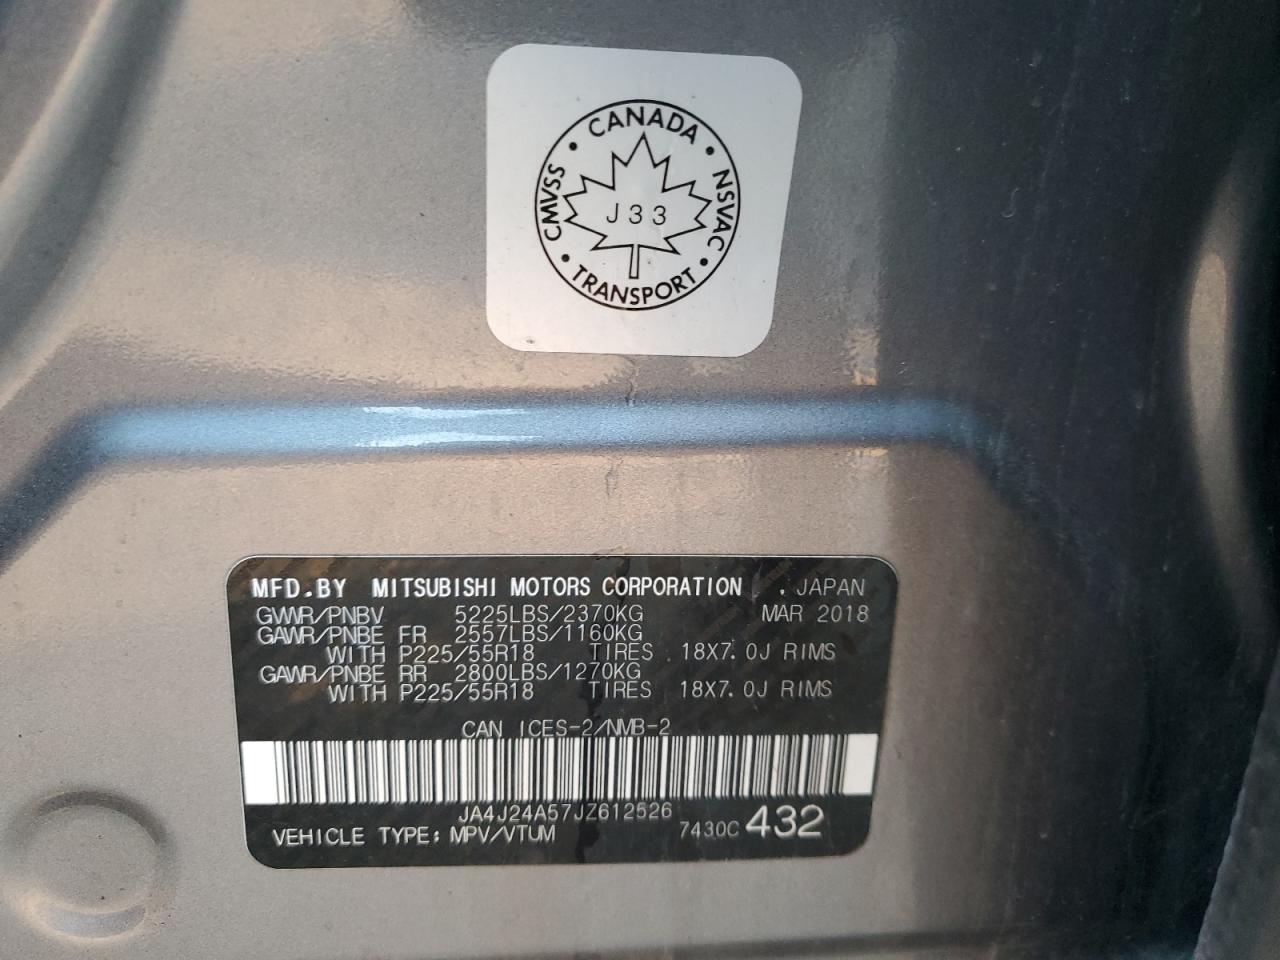 CANADA
CMVSS
NSVAC
J33
TRANSPORT
MFD.BY MITSUBISHI MOTORS CORPORATION . JAPAN
GWR/PNBV 5225LBS/2370KG MAR 2018
GAWR/PNBE FR 2557LBS/1160KG
WITH P225/55R18 TIRES 18X7.0J RIMS
GAWR/PNBE RR 2800LBS/1270KG
WITH P225/55R18 TIRES 18X7.0J RIMS
CAN ICES-2/NMB-2
JA4J24A57JZ612526
VEHICLE TYPE: MPV/VTUM 7430C 432